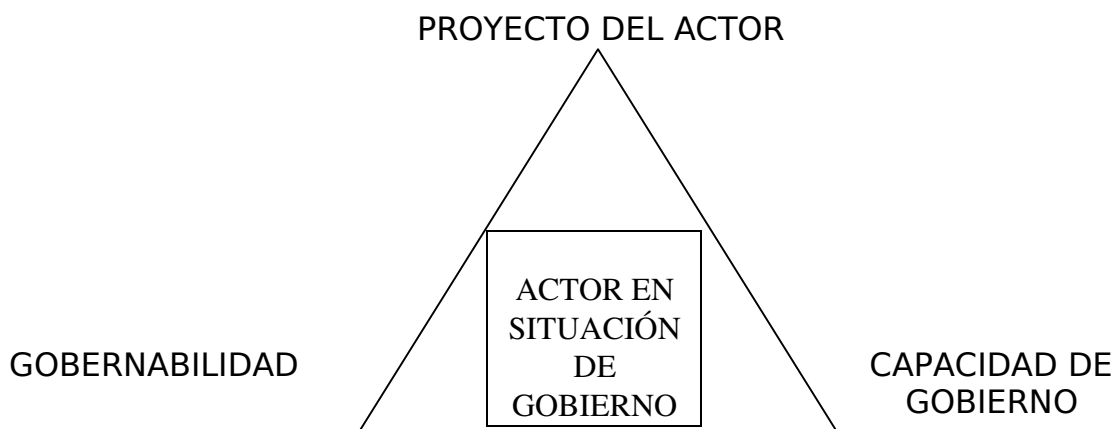 PROYECTO DEL ACTOR
ACTOR EN
SITUACIÓN
DE
GOBIERNO
GOBERNABILIDAD
CAPACIDAD DE
GOBIERNO